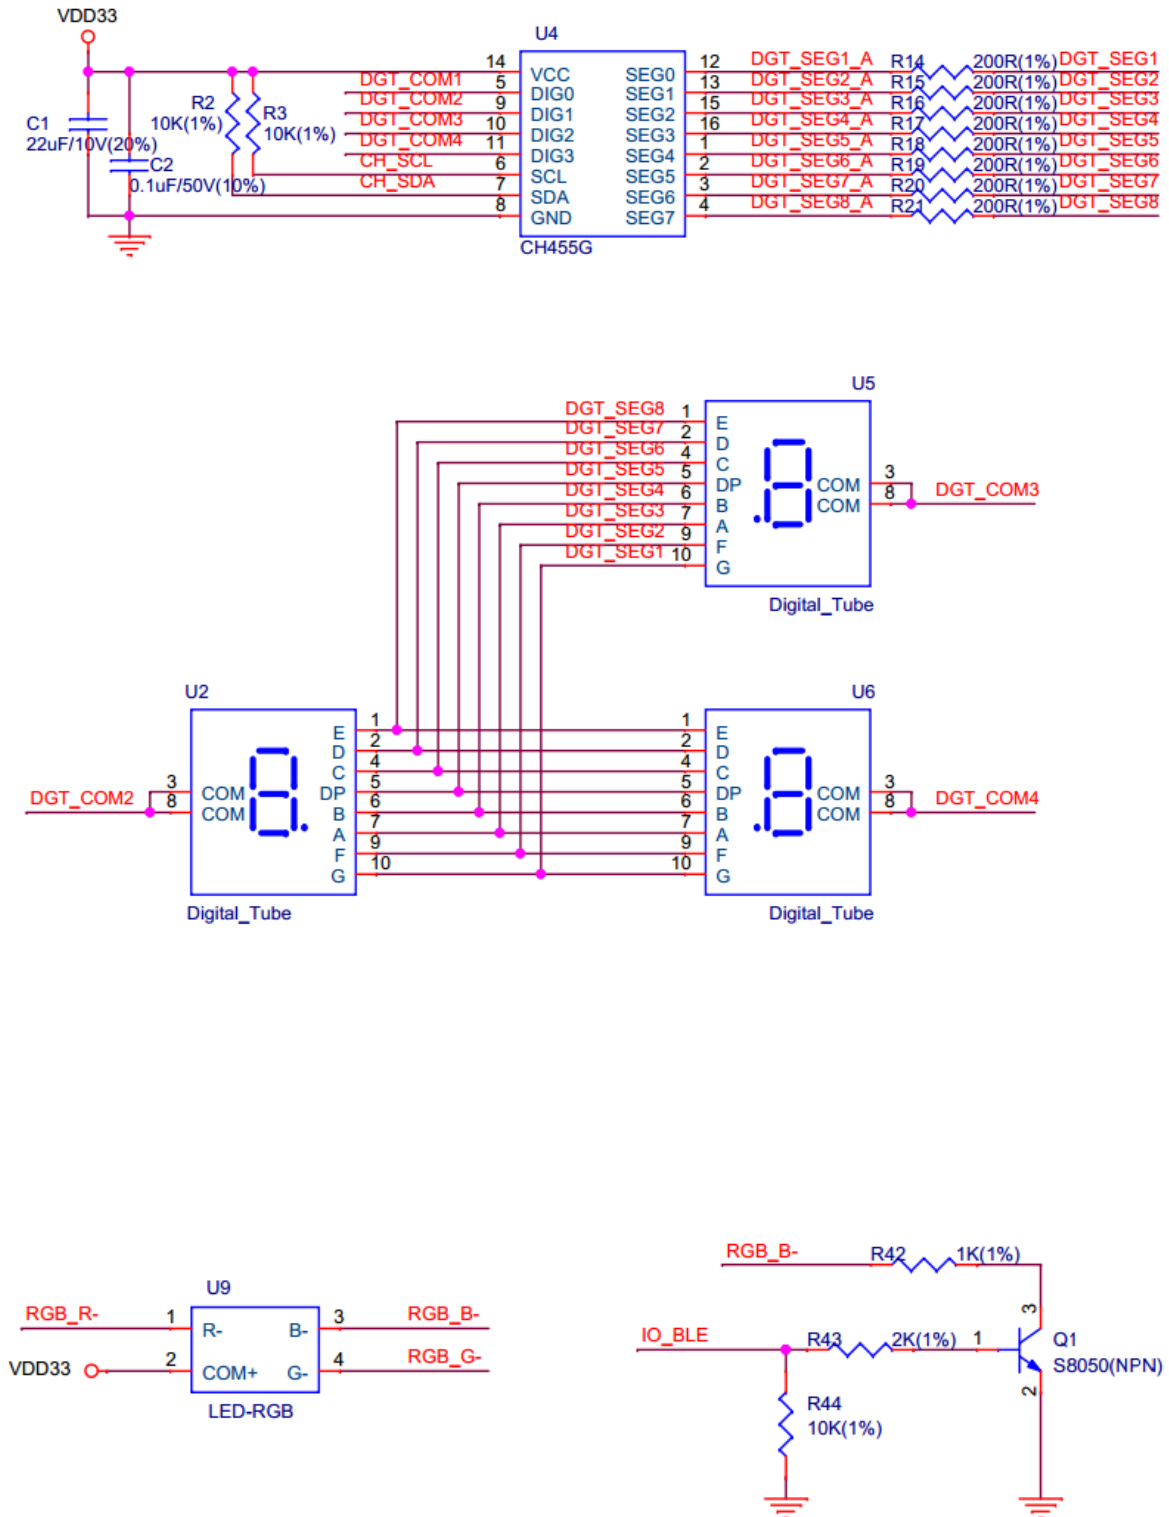 VDD33
U4
14 VCC SEG0 12 DGT_SEG1_A R14 200R(1%) DGT_SEG1
DGT_COM1 5 DIG0 SEG1 13 DGT_SEG2_A R15 200R(1%) DGT_SEG2
DGT_COM2 9 DIG1 SEG2 15 DGT_SEG3_A R16 200R(1%) DGT_SEG3
DGT_COM3 10 DIG2 SEG3 16 DGT_SEG4_A R17 200R(1%) DGT_SEG4
DGT_COM4 11 DIG3 SEG4 1 DGT_SEG5_A R18 200R(1%) DGT_SEG5
CH_SCL 6 SCL SEG5 2 DGT_SEG6_A R19 200R(1%) DGT_SEG6
CH_SDA 7 SDA SEG6 3 DGT_SEG7_A R20 200R(1%) DGT_SEG7
8 GND SEG7 4 DGT_SEG8_A R21 200R(1%) DGT_SEG8
R2
10K(1%)
R3
10K(1%)
C1
22uF/10V(20%)
C2
0.1uF/50V(10%)
CH455G
U5
DGT_SEG8 1 E
DGT_SEG7 2 D
DGT_SEG6 4 C
DGT_SEG5 5 DP COM 3
DGT_SEG4 6 B COM 8 DGT_COM3
DGT_SEG3 7 A
DGT_SEG2 9 F
DGT_SEG1 10 G
Digital_Tube
U2
E 1
D 2
C 4
3 COM DP 5
DGT_COM2 8 COM B 6
A 7
F 9
G 10
Digital_Tube
U6
1 E
2 D
4 C
5 DP COM 3
6 B COM 8 DGT_COM4
7 A
9 F
10 G
Digital_Tube
U9
RGB_R- 1 R- B- 3 RGB_B-
VDD33 2 COM+ G- 4 RGB_G-
LED-RGB
RGB_B- R42 1K(1%)
3
IO_BLE R43 2K(1%) 1 Q1
S8050(NPN)
2
R44
10K(1%)